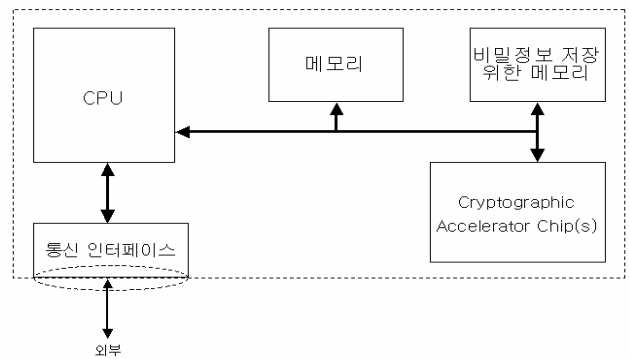 CPU
메모리
비밀정보 저장
위한 메모리
Cryptographic
Accelerator Chip(s)
통신 인터페이스
외부